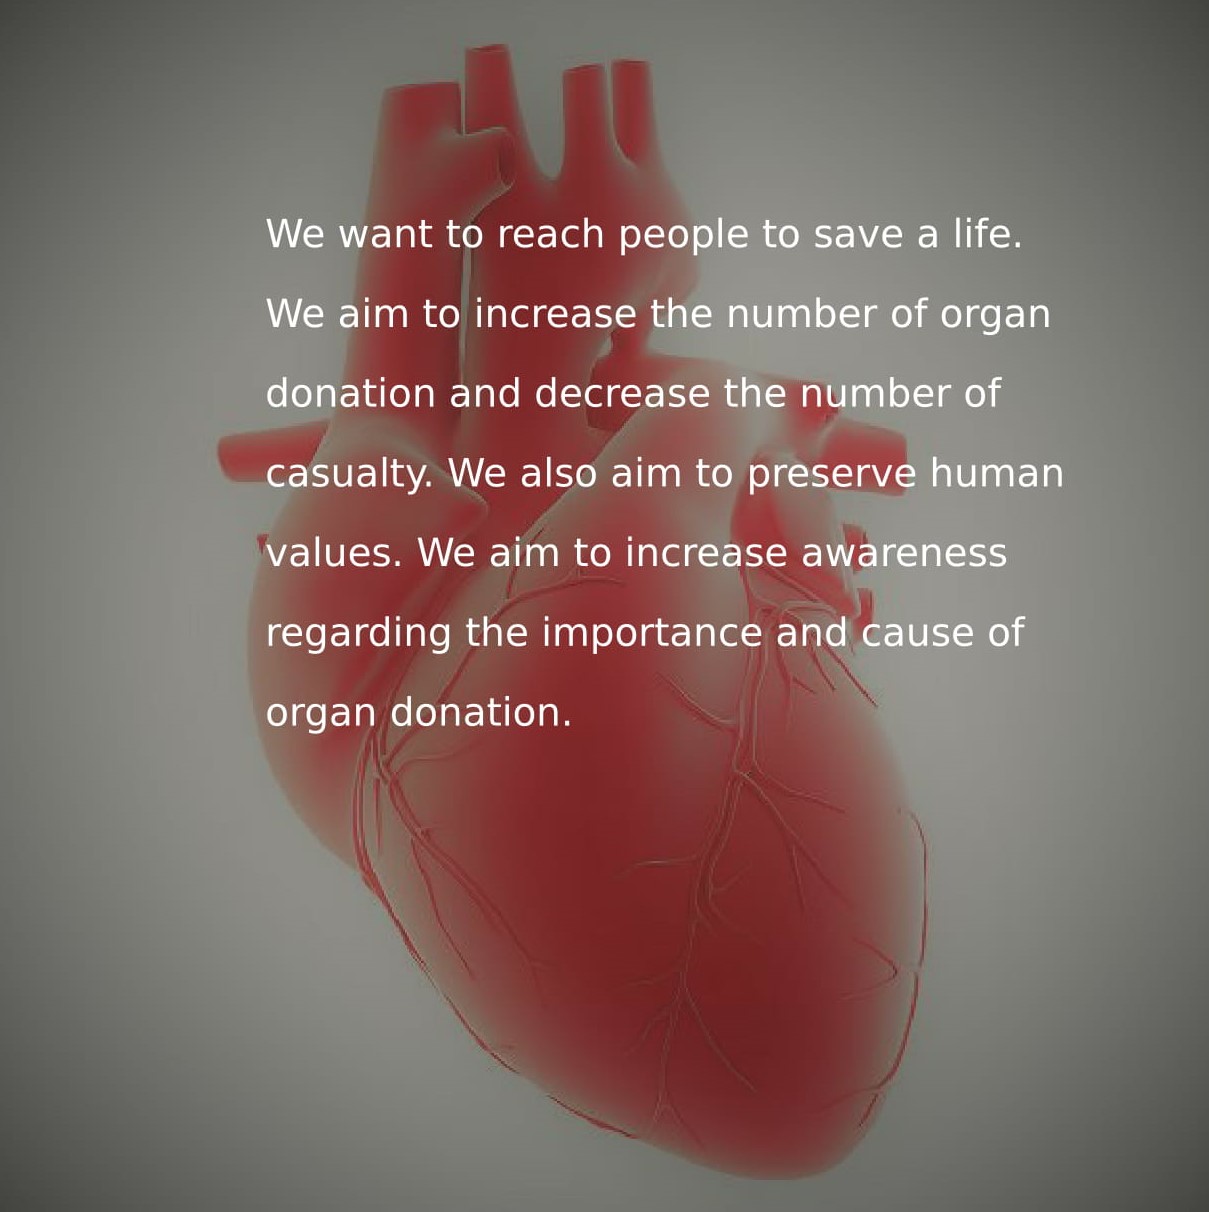 We want to reach people to save a life.
We aim to increase the number of organ
donation and decrease the number of
casualty. We also aim to preserve human
values. We aim to increase awareness
regarding the importance and cause of
organ donation.